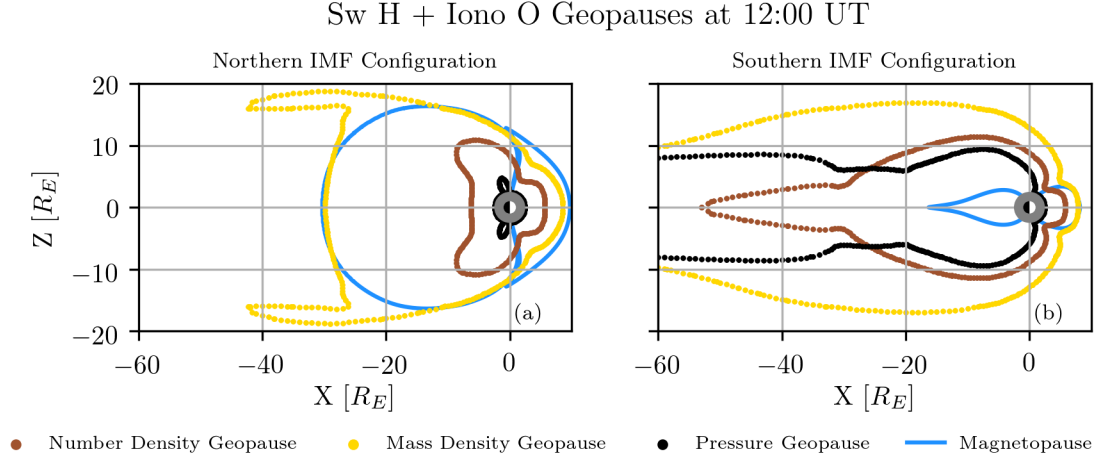 Sw H + Iono O Geopauses at 12:00 UT
Northern IMF Configuration
Southern IMF Configuration
20
10
0
−10
−20
Z [R_E]
(a)
(b)
−60 −40 −20 0
−60 −40 −20 0
X [R_E]
X [R_E]
Number Density Geopause
Mass Density Geopause
Pressure Geopause
Magnetopause